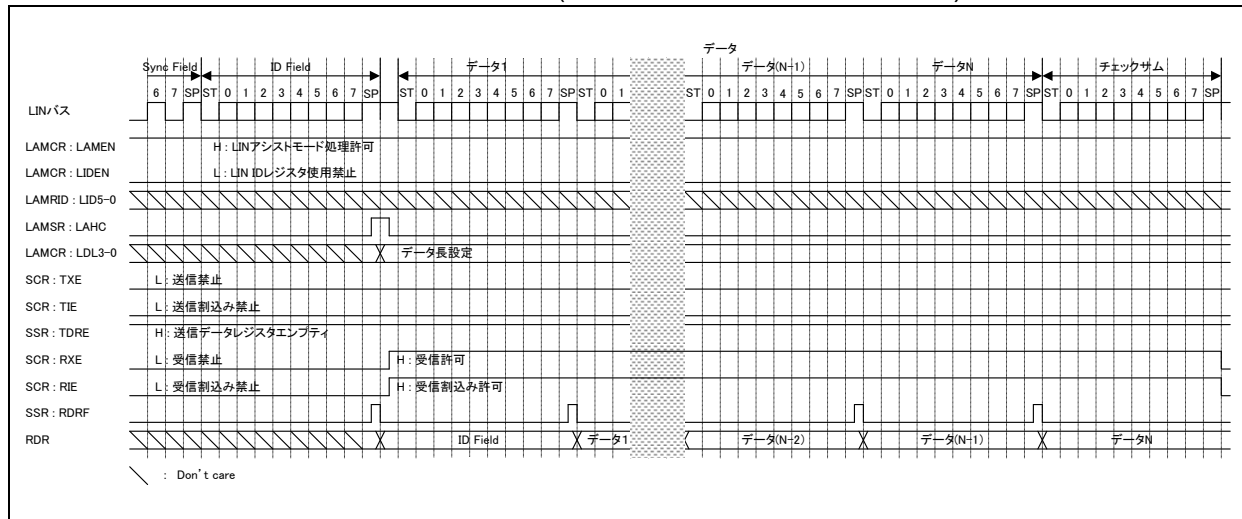 データ
Sync Field ID Field データ1 データ(N-1) データN チェックサム
6 7 SP ST 0 1 2 3 4 5 6 7 SP ST 0 1 2 3 4 5 6 7 SP ST 0 1 ST 0 1 2 3 4 5 6 7 SP ST 0 1 2 3 4 5 6 7 SP ST 0 1 2 3 4 5 6 7 SP
LINバス
LAMCR : LAMEN H : LINアシストモード処理許可
LAMCR : LIDEN L : LIN IDレジスタ使用禁止
LAMRID : LID5-0
LAMSR : LAHC
LAMCR : LDL3-0 データ長設定
SCR : TXE L : 送信禁止
SCR : TIE L : 送信割込み禁止
SSR : TDRE H : 送信データレジスタエンプティ
SCR : RXE L : 受信禁止 H : 受信許可
SCR : RIE L : 受信割込み禁止 H : 受信割込み許可
SSR : RDRF
RDR ID Field データ1 データ(N-2) データ(N-1) データN
: Don't care